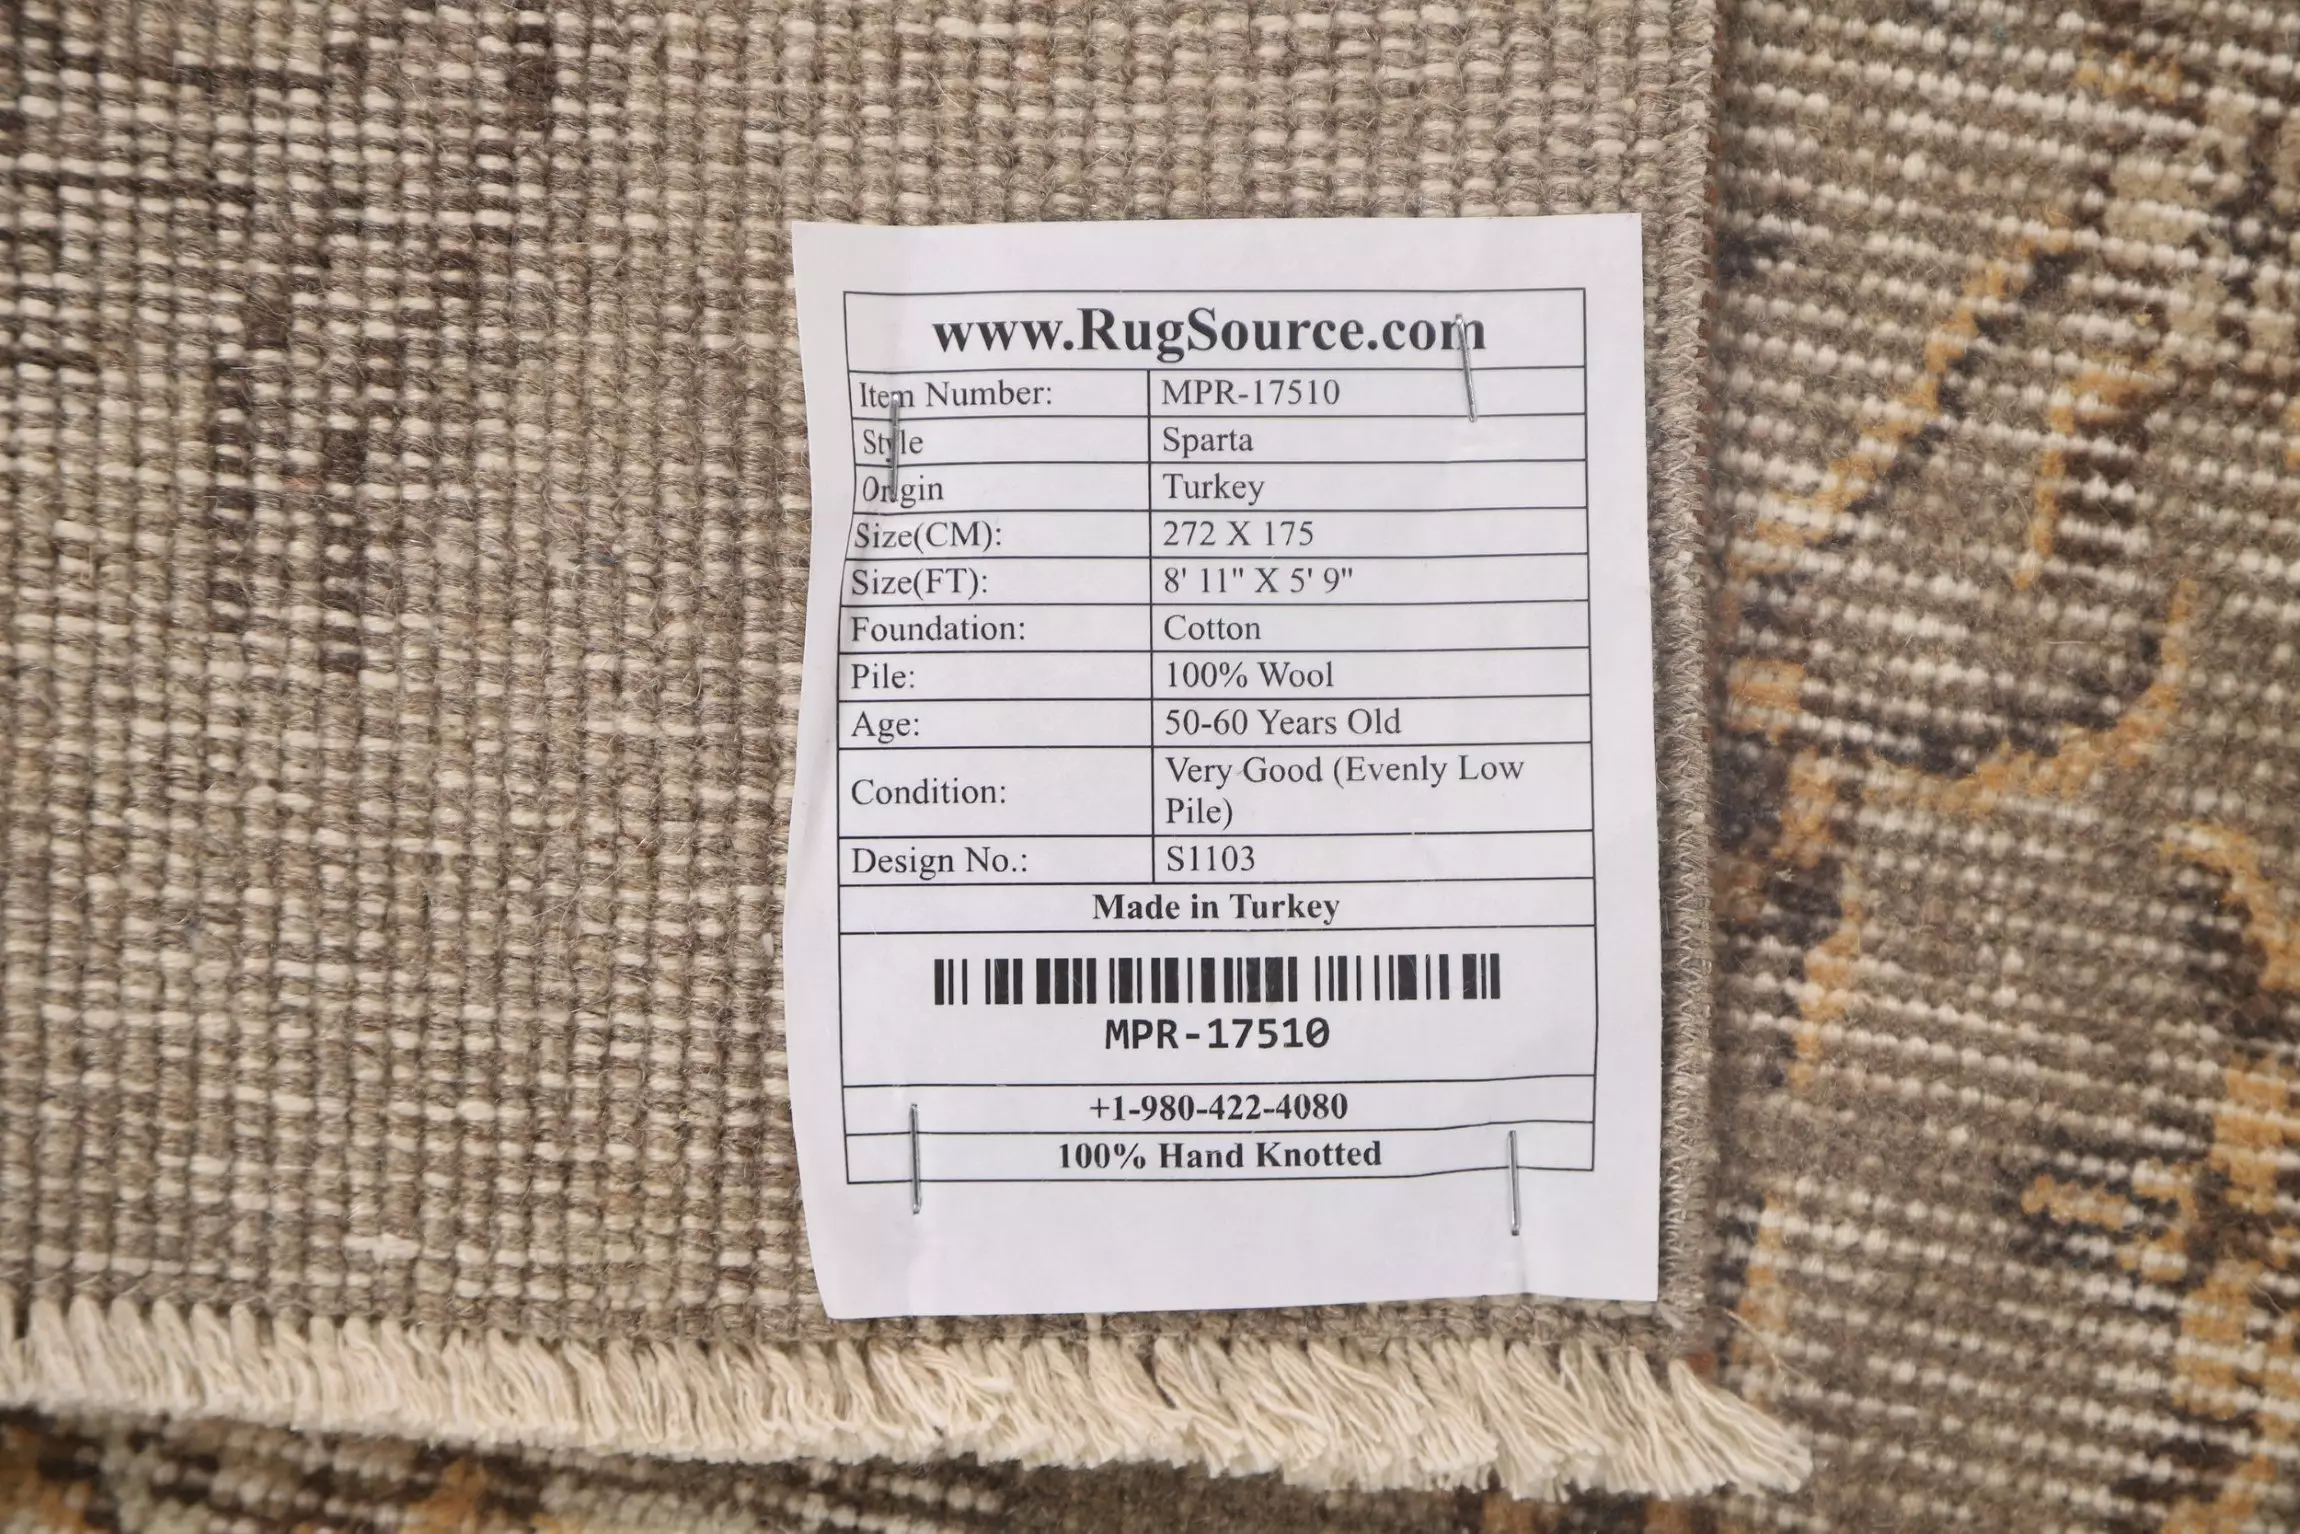 www.RugSource.com
Item Number: MPR-17510
Style Sparta
Origin Turkey
Size(CM): 272 X 175
Size(FT): 8' 11" X 5' 9"
Foundation: Cotton
Pile: 100% Wool
Age: 50-60 Years Old
Condition: Very Good (Evenly Low
Pile)
Design No.: S1103
Made in Turkey
MPR-17510
+1-980-422-4080
100% Hand Knotted